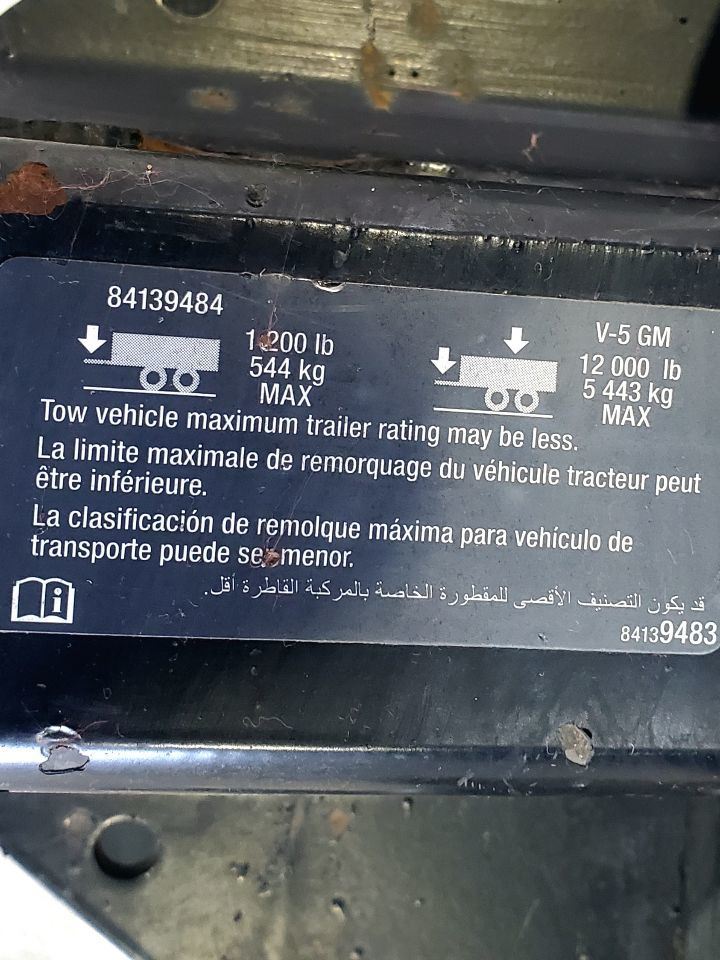 84139484
1 200 lb
544 kg
MAX
V-5 GM
12 000 lb
5 443 kg
MAX
Tow vehicle maximum trailer rating may be less.
La limite maximale de remorquage du véhicule tracteur peut
être inférieure.
La clasificación de remolque máxima para vehículo de
transporte puede ser menor.
قد يكون التصنيف الأقصى للمقطورة الخاصة بالمركبة القاطرة أقل.
84139483